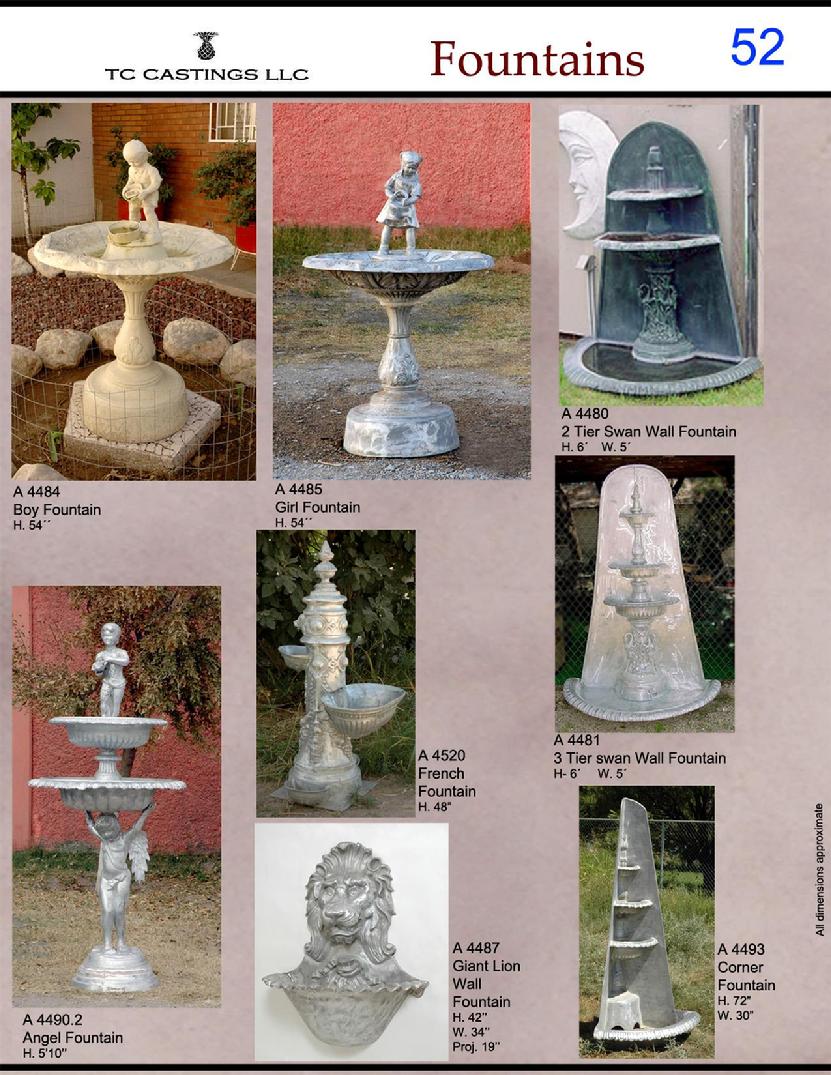 TC CASTINGS LLC
Fountains
52
A 4484
Boy Fountain
H. 54´´
A 4485
Girl Fountain
H. 54´´
A 4480
2 Tier Swan Wall Fountain
H. 6´ W. 5´
A 4481
3 Tier swan Wall Fountain
H- 6´ W. 5´
A 4520
French
Fountain
H. 48"
A 4490.2
Angel Fountain
H. 5'10"
A 4487
Giant Lion
Wall
Fountain
H. 42"
W. 34"
Proj. 19"
A 4493
Corner
Fountain
H. 72"
W. 30"
All dimensions approximate